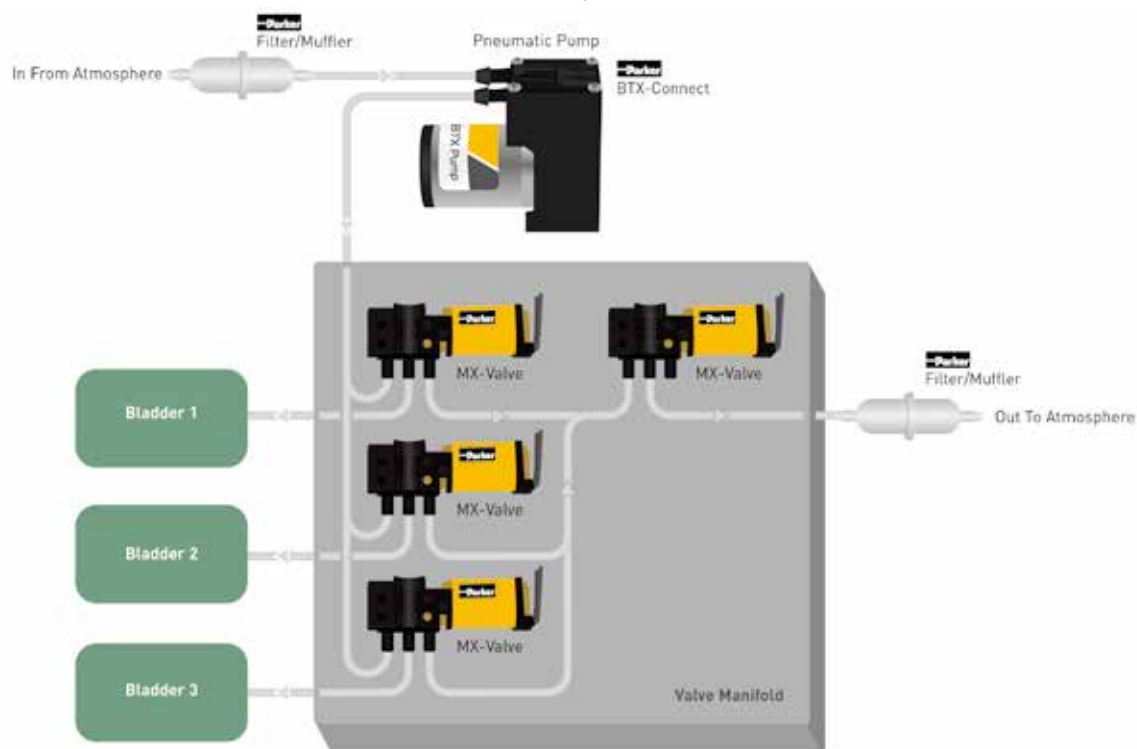 Parker
Filter/Muffler
In From Atmosphere
Pneumatic Pump
Parker
BTX-Connect
BTX Pump
Parker
MX-Valve
Parker
MX-Valve
Parker
Filter/Muffler
Out To Atmosphere
Bladder 1
Parker
MX-Valve
Bladder 2
Parker
MX-Valve
Bladder 3
Valve Manifold